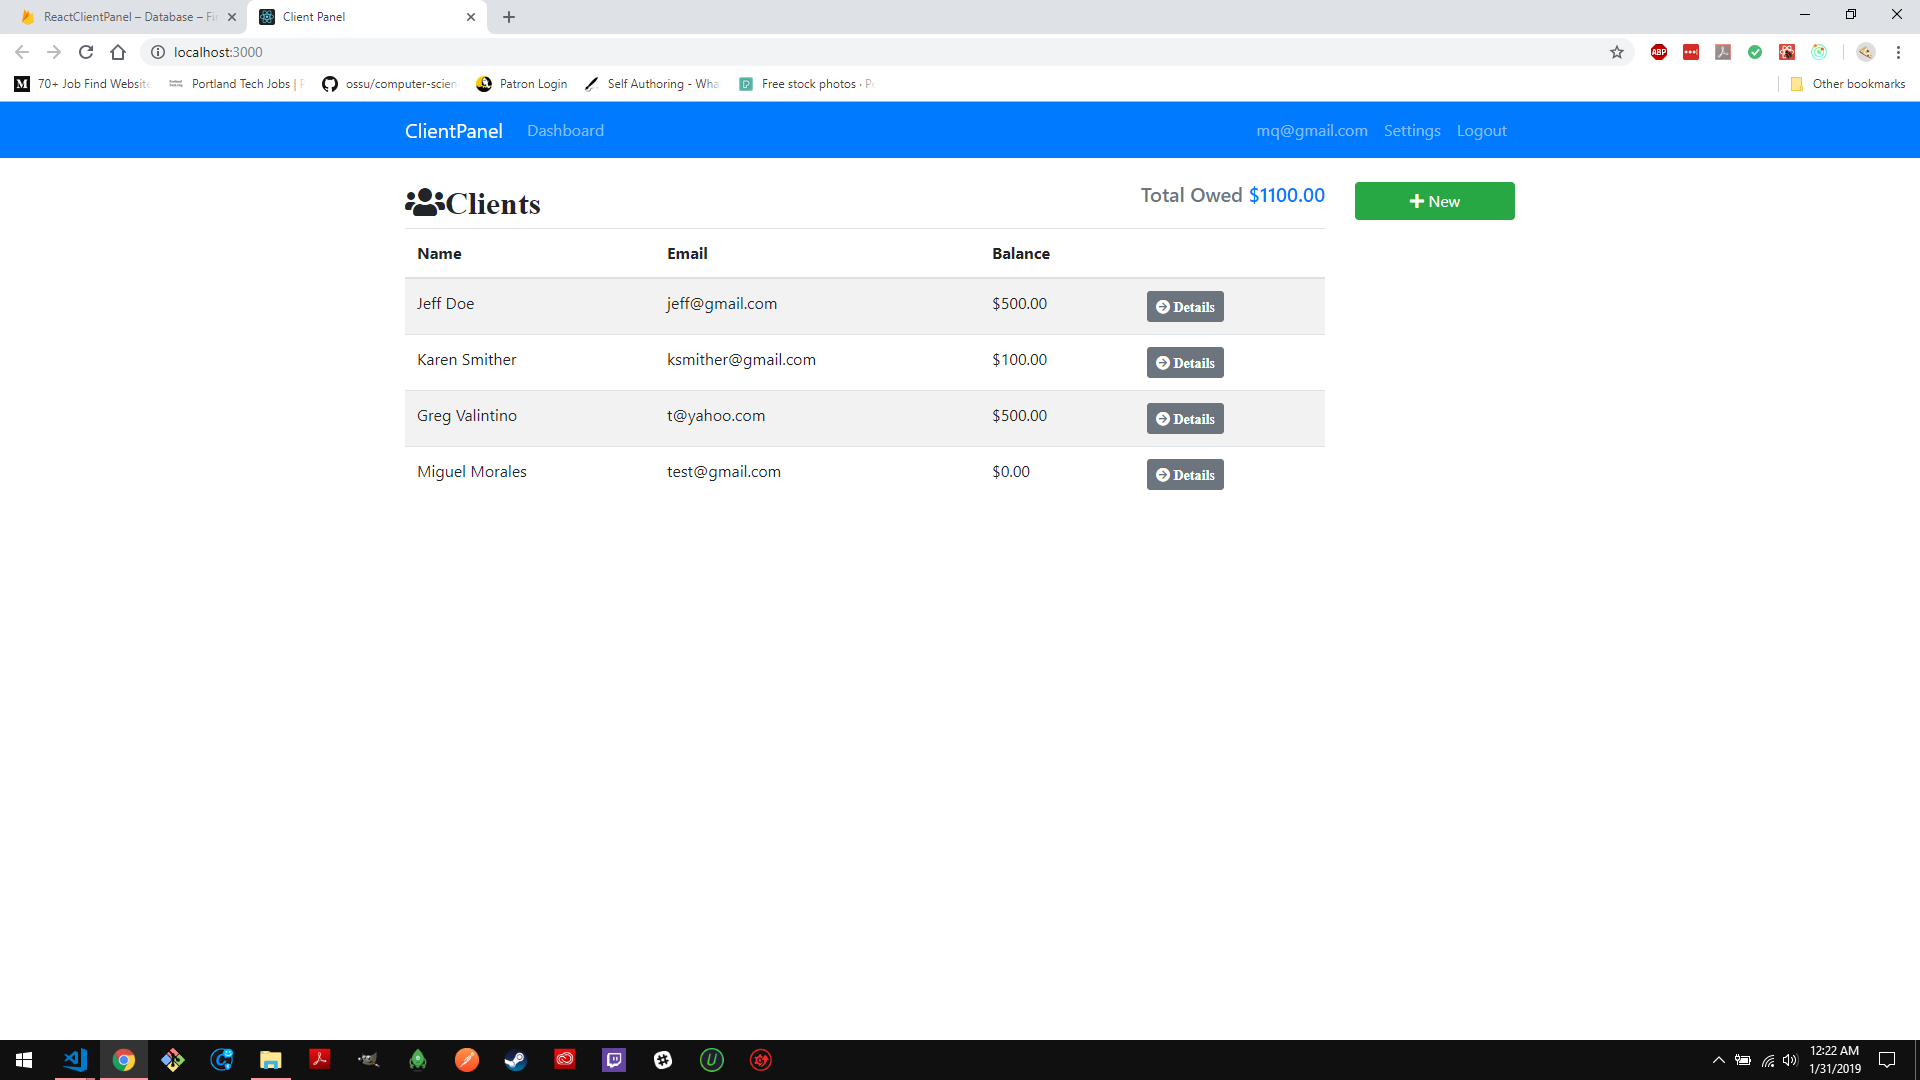 ReactClientPanel – Database – Fi
Client Panel
localhost:3000
70+ Job Find Website
Portland Tech Jobs |
ossu/computer-scien
Patron Login
Self Authoring - Wha
Free stock photos · P
Other bookmarks
ClientPanel
Dashboard
mq@gmail.com
Settings
Logout
Clients
Total Owed $1100.00
New
Name Email Balance
Jeff Doe jeff@gmail.com $500.00 Details
Karen Smither ksmither@gmail.com $100.00 Details
Greg Valintino t@yahoo.com $500.00 Details
Miguel Morales test@gmail.com $0.00 Details
12:22 AM
1/31/2019